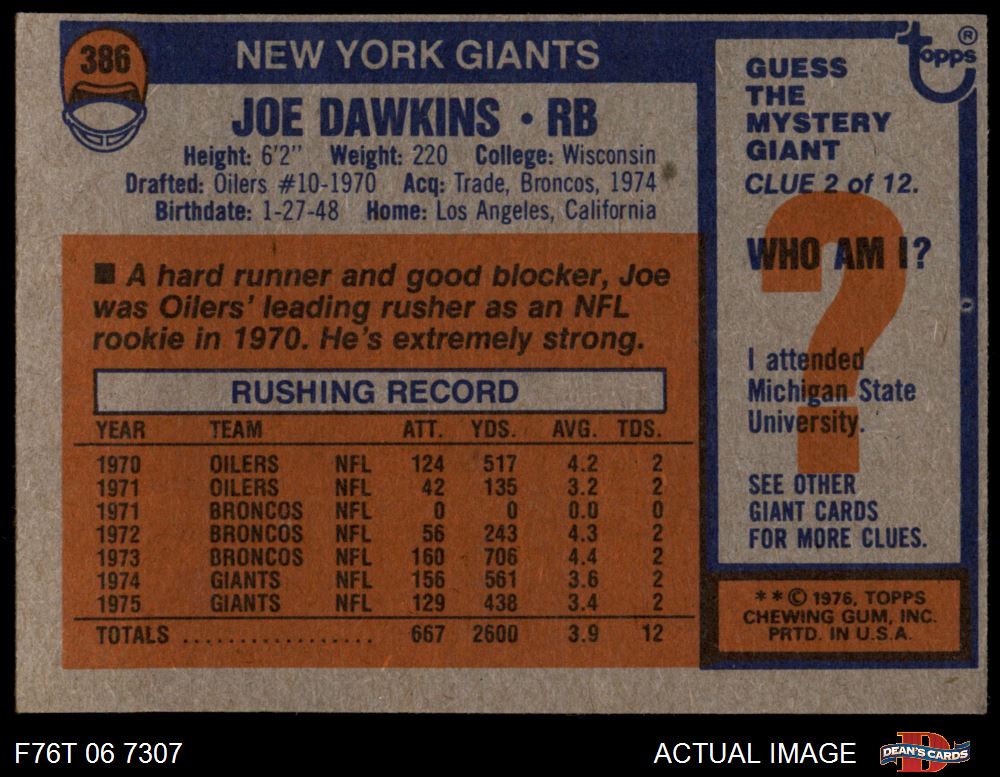 386
NEW YORK GIANTS
JOE DAWKINS • RB
Height: 6'2" Weight: 220 College: Wisconsin
Drafted: Oilers #10-1970 Acq: Trade, Broncos, 1974
Birthdate: 1-27-48 Home: Los Angeles, California
■ A hard runner and good blocker, Joe
was Oilers' leading rusher as an NFL
rookie in 1970. He's extremely strong.
RUSHING RECORD
YEAR TEAM ATT. YDS. AVG. TDS.
1970 OILERS NFL 124 517 4.2 2
1971 OILERS NFL 42 135 3.2 2
1971 BRONCOS NFL 0 0 0.0 0
1972 BRONCOS NFL 56 243 4.3 2
1973 BRONCOS NFL 160 706 4.4 2
1974 GIANTS NFL 156 561 3.6 2
1975 GIANTS NFL 129 438 3.4 2
TOTALS .................. 667 2600 3.9 12
topps ®
GUESS
THE
MYSTERY
GIANT
CLUE 2 of 12.
?
WHO AM I?
I attended
Michigan State
University.
SEE OTHER
GIANT CARDS
FOR MORE CLUES.
**© 1976, TOPPS
CHEWING GUM, INC.
PRTD. IN U.S.A.
F76T 06 7307
ACTUAL IMAGE
D
DEAN'S CARDS